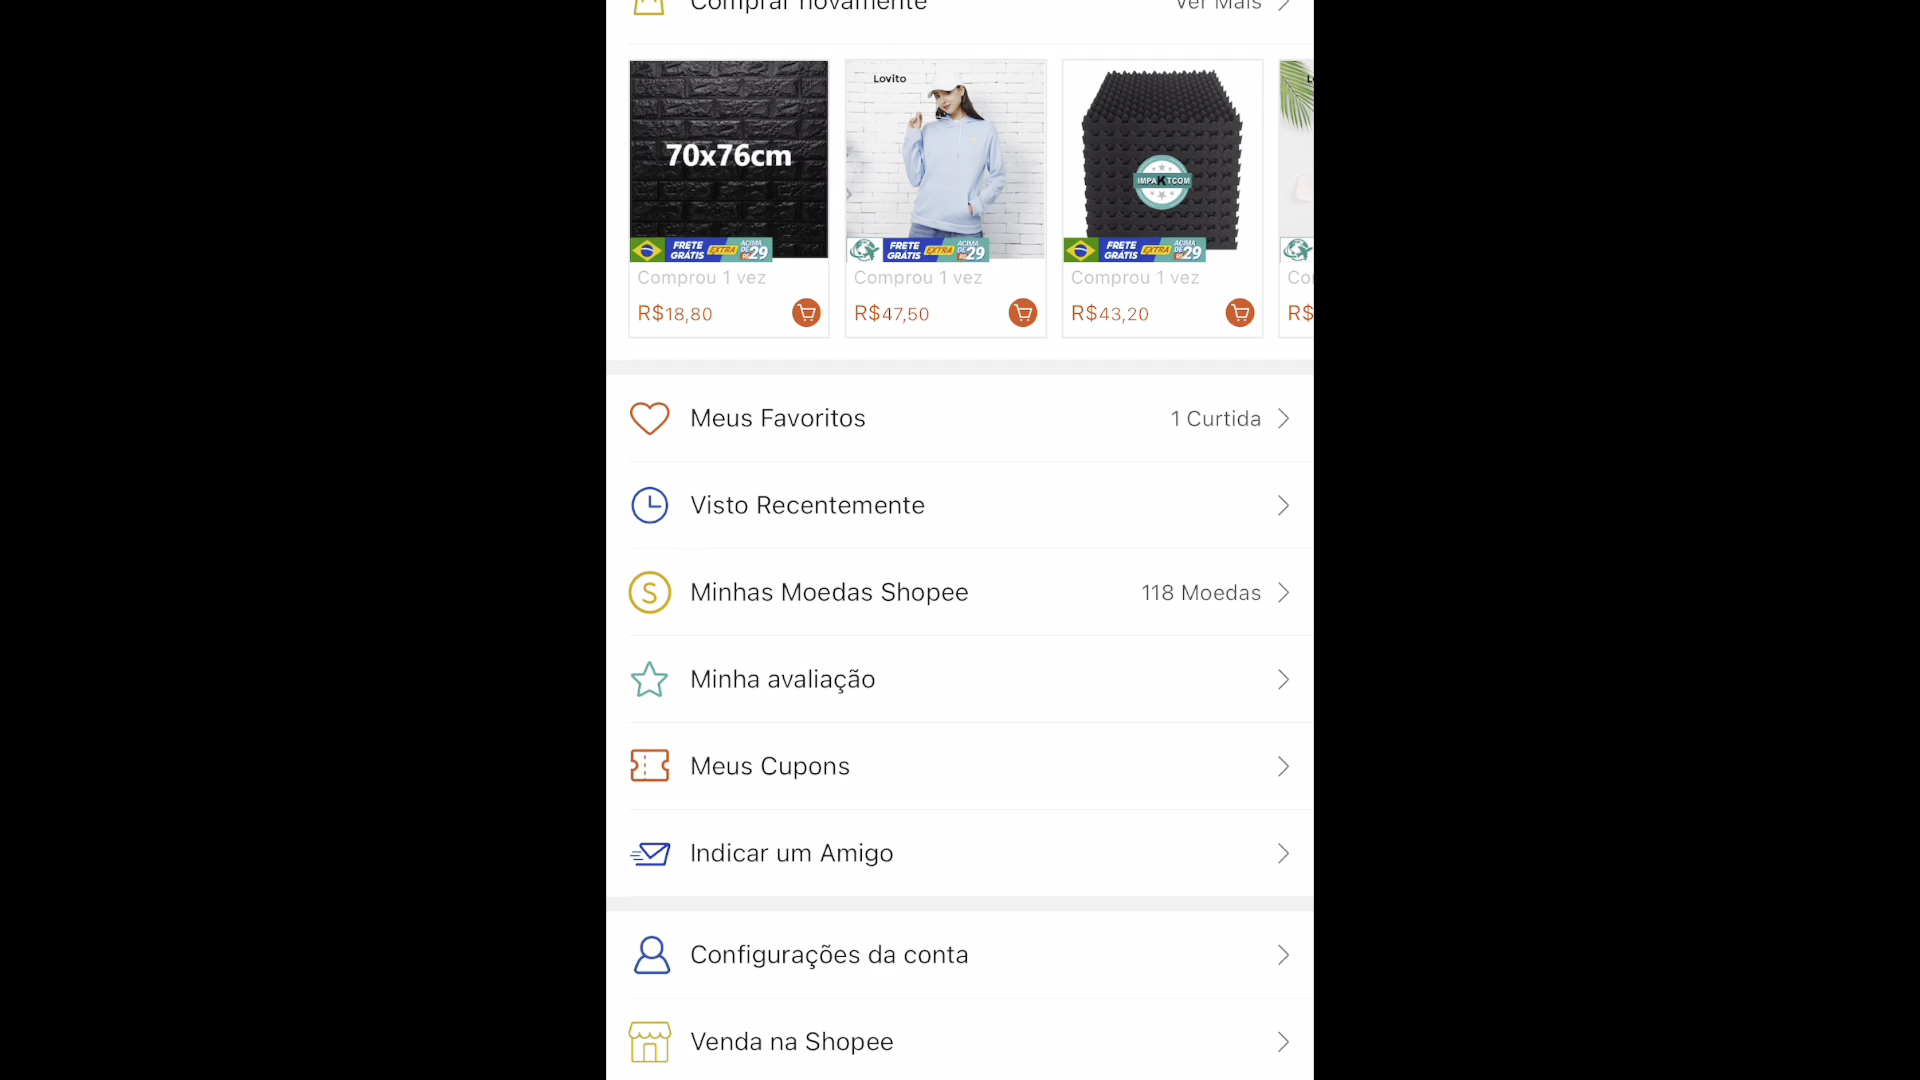 Comprar novamente Ver Mais
Lovito
70x76cm
IMPAKTCOM
FRETE GRÁTIS EXTRA ACIMA DE R$29
FRETE GRÁTIS EXTRA ACIMA DE R$29
FRETE GRÁTIS EXTRA ACIMA DE R$29
Comprou 1 vez
Comprou 1 vez
Comprou 1 vez
Co
R$18,80
R$47,50
R$43,20
R$
Meus Favoritos 1 Curtida
Visto Recentemente
S Minhas Moedas Shopee 118 Moedas
Minha avaliação
Meus Cupons
Indicar um Amigo
Configurações da conta
Venda na Shopee